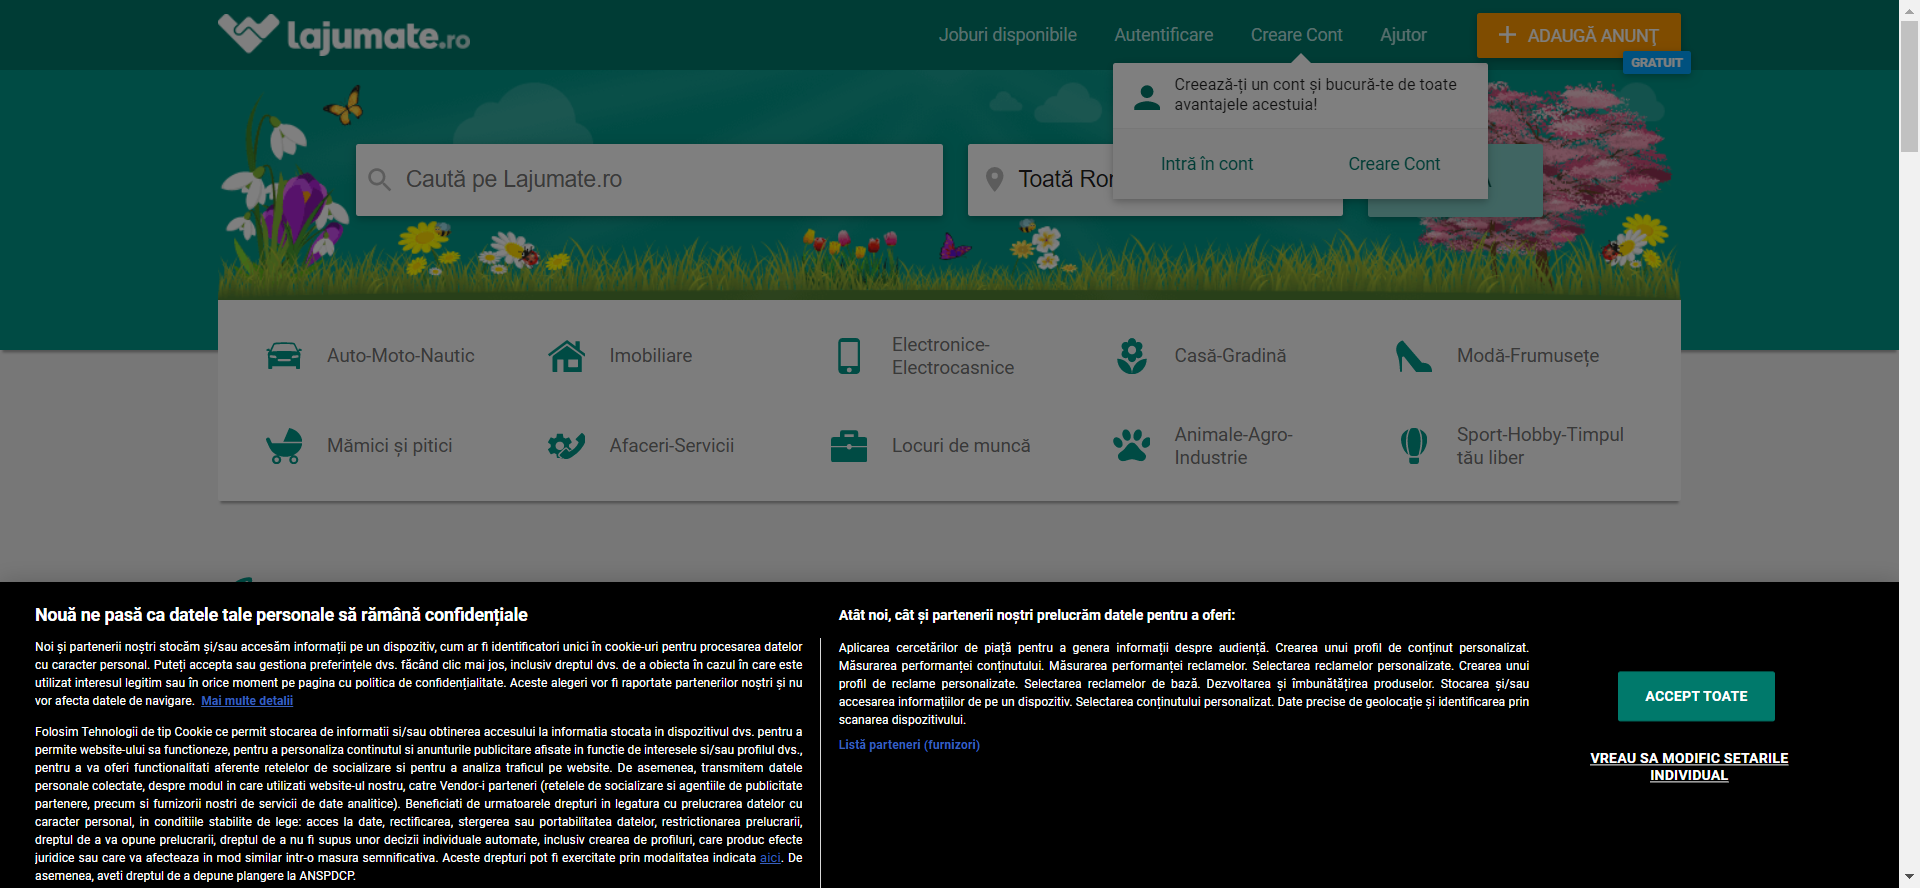 Lajumate.ro
Joburi disponibile
Autentificare
Creare Cont
Ajutor
+ ADAUGĂ ANUNŢ
GRATUIT
Creează-ți un cont și bucură-te de toate
avantajele acestuia!
Intră în cont
Creare Cont
Caută pe Lajumate.ro
Toată
Auto-Moto-Nautic
Imobiliare
Electronice-
Electrocasnice
Casă-Gradină
Modă-Frumusețe
Mămici și pitici
Afaceri-Servicii
Locuri de muncă
Animale-Agro-
Industrie
Sport-Hobby-Timpul
tău liber
Nouă ne pasă ca datele tale personale să rămână confidențiale
Noi și partenerii noștri stocăm și/sau accesăm informații pe un dispozitiv, cum ar fi identificatori unici în cookie-uri pentru procesarea datelor
cu caracter personal. Puteți accepta sau gestiona preferințele dvs. făcând clic mai jos, inclusiv dreptul dvs. de a obiecta în cazul în care este
utilizat interesul legitim sau în orice moment pe pagina cu politica de confidențialitate. Aceste alegeri vor fi raportate partenerilor noștri și nu
vor afecta datele de navigare. Mai multe detalii
Folosim Tehnologii de tip Cookie ce permit stocarea de informatii si/sau obtinerea accesului la informatia stocata in dispozitivul dvs. pentru a
permite website-ului sa functioneze, pentru a personaliza continutul si anunturile publicitare afisate in functie de interesele si/sau profilul dvs.,
pentru a va oferi functionalitati aferente retelelor de socializare si pentru a analiza traficul pe website. De asemenea, transmitem datele
personale colectate, despre modul in care utilizati website-ul nostru, catre Vendor-i parteneri (retelele de socializare si agentiile de publicitate
partenere, precum si furnizorii nostri de servicii de date analitice). Beneficiati de urmatoarele drepturi in legatura cu prelucrarea datelor cu
caracter personal, in conditiile stabilite de lege: acces la date, rectificarea, stergerea sau portabilitatea datelor, restrictionarea prelucrarii,
dreptul de a va opune prelucrarii, dreptul de a nu fi supus unor decizii individuale automate, inclusiv crearea de profiluri, care produc efecte
juridice sau care va afecteaza in mod similar intr-o masura semnificativa. Aceste drepturi pot fi exercitate prin modalitatea indicata aici. De
asemenea, aveti dreptul de a depune plangere la ANSPDCP.
Atât noi, cât și partenerii noștri prelucrăm datele pentru a oferi:
Aplicarea cercetărilor de piață pentru a genera informații despre audiență. Crearea unui profil de conținut personalizat.
Măsurarea performanței conținutului. Măsurarea performanței reclamelor. Selectarea reclamelor personalizate. Crearea unui
profil de reclame personalizate. Selectarea reclamelor de bază. Dezvoltarea și îmbunătățirea produselor. Stocarea și/sau
accesarea informațiilor de pe un dispozitiv. Selectarea conținutului personalizat. Date precise de geolocație și identificarea prin
scanarea dispozitivului.
Listă parteneri (furnizori)
ACCEPT TOATE
VREAU SA MODIFIC SETARILE
INDIVIDUAL